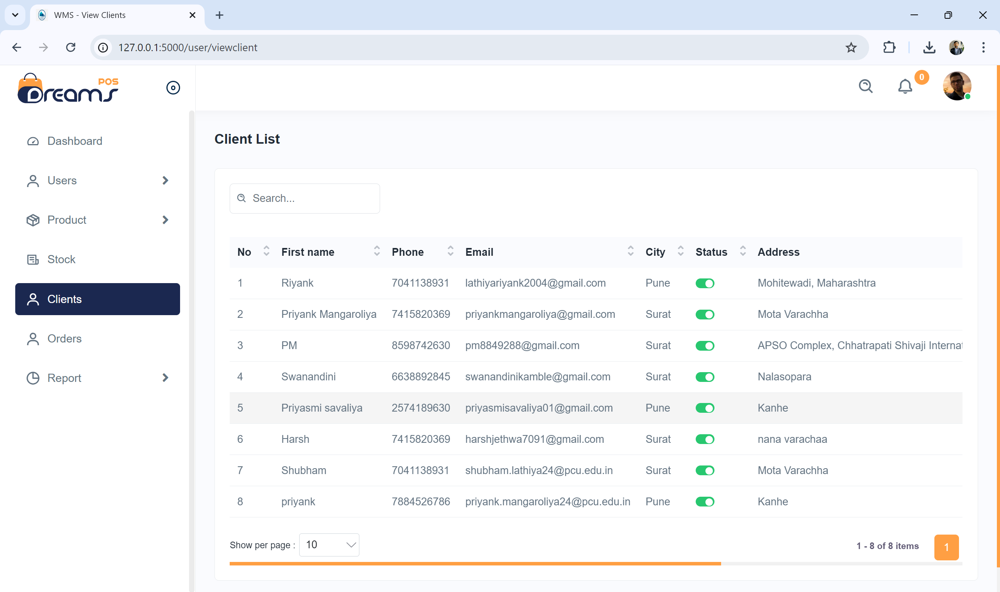 WMS - View Clients
127.0.0.1:5000/user/viewclient
Dreams POS
0
Dashboard
Users
Product
Stock
Clients
Orders
Report
Client List
Search...
No First name Phone Email City Status Address
1 Riyank 7041138931 lathiyariyank2004@gmail.com Pune Mohitewadi, Maharashtra
2 Priyank Mangaroliya 7415820369 priyankmangaroliya@gmail.com Surat Mota Varachha
3 PM 8598742630 pm8849288@gmail.com Surat APSO Complex, Chhatrapati Shivaji Internat
4 Swanandini 6638892845 swanandinikamble@gmail.com Surat Nalasopara
5 Priyasmi savaliya 2574189630 priyasmisavaliya01@gmail.com Pune Kanhe
6 Harsh 7415820369 harshjethwa7091@gmail.com Surat nana varachaa
7 Shubham 7041138931 shubham.lathiya24@pcu.edu.in Surat Mota Varachha
8 priyank 7884526786 priyank.mangaroliya24@pcu.edu.in Pune Kanhe
Show per page : 10
1 - 8 of 8 items
1